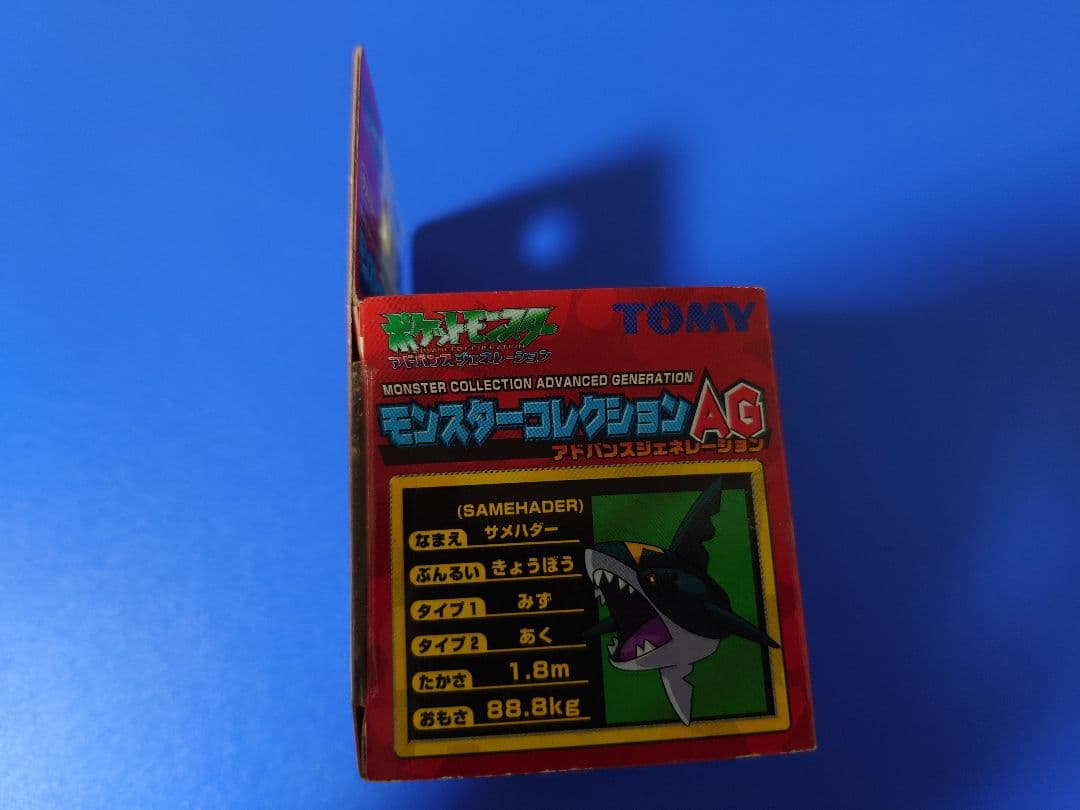 ポケットモンスター
ADVANCED GENERATION
アドバンスジェネレーション
TOMY
MONSTER COLLECTION ADVANCED GENERATION
モンスターコレクションAG
アドバンスジェネレーション
(SAMEHADER)
なまえ サメハダー
ぶんるい きょうぼう
タイプ1 みず
タイプ2 あく
たかさ 1.8m
おもさ 88.8kg